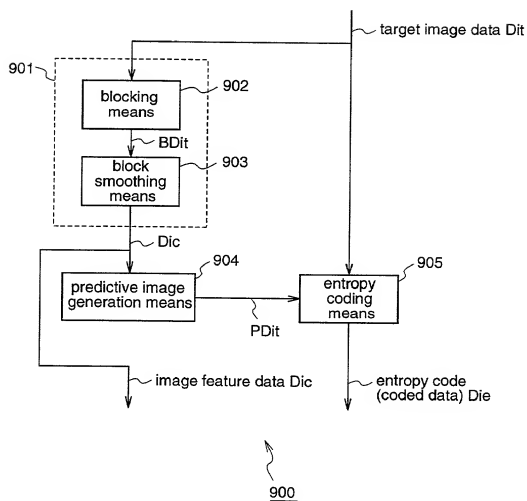 target image data Dit
901
902
blocking
means
BDit
903
block
smoothing
means
Dic
904
905
predictive image
generation means
entropy
coding
means
PDit
image feature data Dic
entropy code
(coded data) Die
900